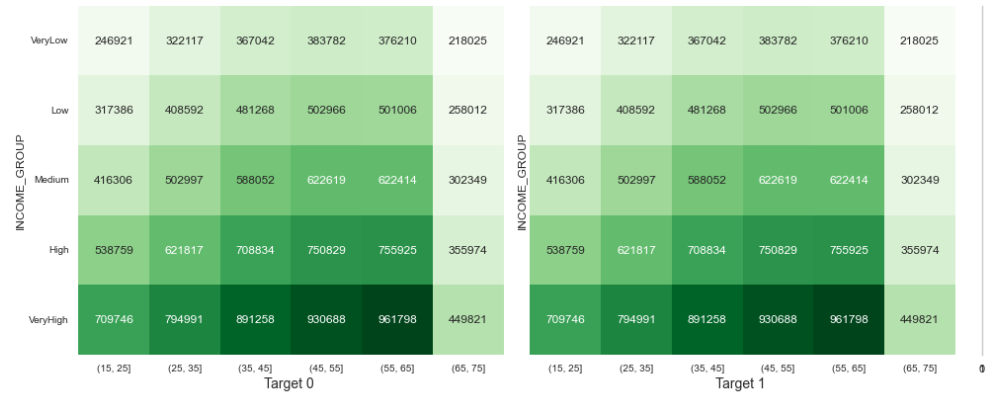 VeryLow 246921 322117 367042 383782 376210 218025 246921 322117 367042 383782 376210 218025
Low 317386 408592 481268 502966 501006 258012 317386 408592 481268 502966 501006 258012
INCOME_GROUP
Medium 416306 502997 588052 622619 622414 302349
INCOME_GROUP
416306 502997 588052 622619 622414 302349
High 538759 621817 708834 750829 755925 355974 538759 621817 708834 750829 755925 355974
VeryHigh 709746 794991 891258 930688 961798 449821 709746 794991 891258 930688 961798 449821
(15, 25] (25, 35] (35, 45] (45, 55] (55, 65] (65, 75] (15, 25] (25, 35] (35, 45] (45, 55] (55, 65] (65, 75]
Target 0 Target 1